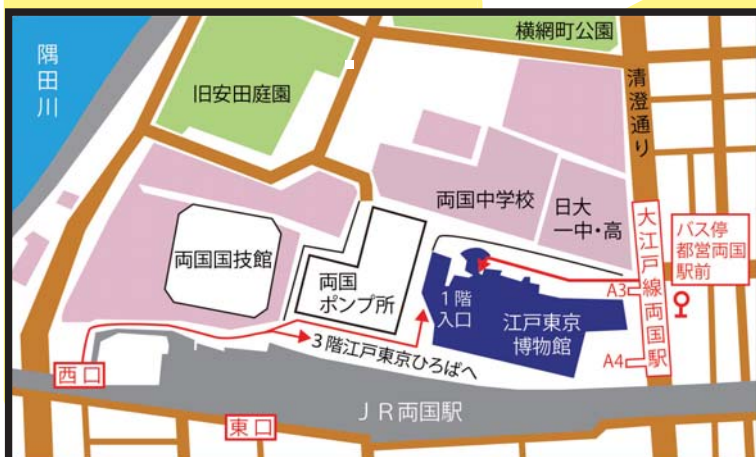 横網町公園
隅田川
旧安田庭園
清澄通り
両国中学校
日大
一中・高
大江戸線両国駅
バス停
都営両国
駅前
両国国技館
両国
ポンプ所
1階
入口
江戸東京
博物館
A3
A4
3階江戸東京ひろばへ
西口
東口
JR両国駅